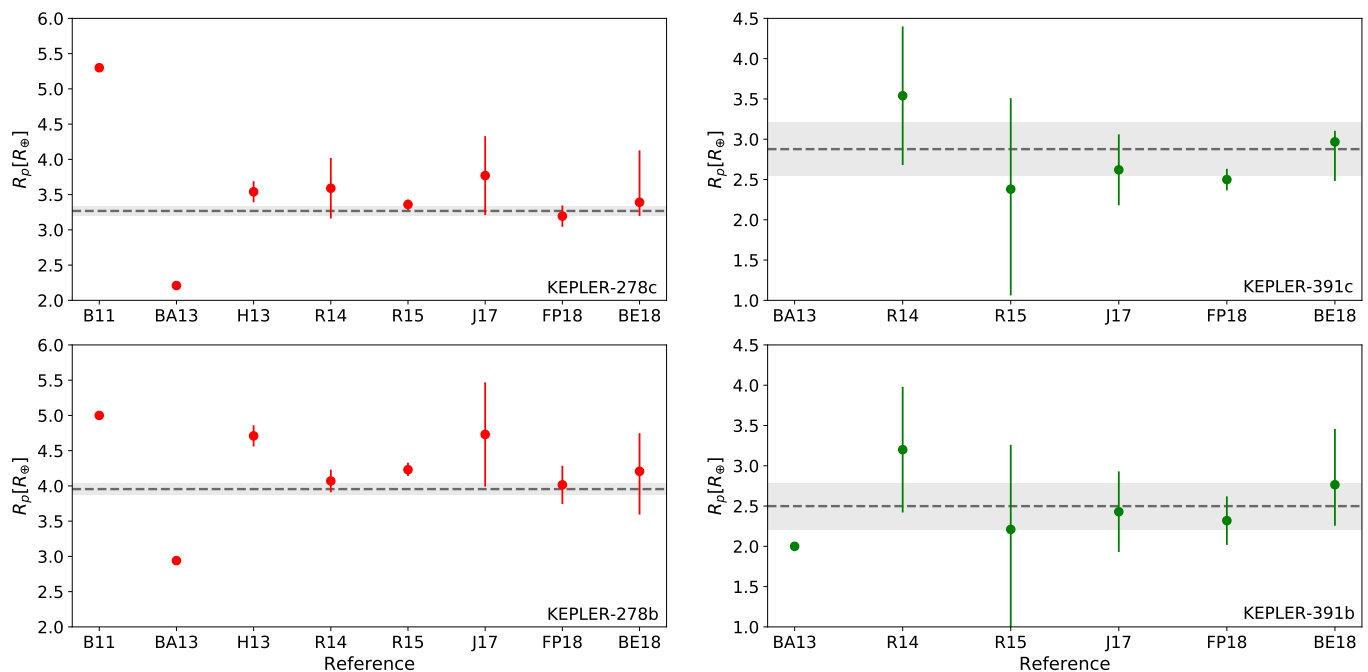 6.0
5.5
5.0
4.5
4.0
3.5
3.0
2.5
2.0
R_p[R_⊕]
B11 BA13 H13 R14 R15 J17 FP18 BE18
KEPLER-278c
4.5
4.0
3.5
3.0
2.5
2.0
1.5
1.0
R_p[R_⊕]
BA13 R14 R15 J17 FP18 BE18
KEPLER-391c
6.0
5.5
5.0
4.5
4.0
3.5
3.0
2.5
2.0
R_p[R_⊕]
B11 BA13 H13 R14 R15 J17 FP18 BE18
KEPLER-278b
Reference
4.5
4.0
3.5
3.0
2.5
2.0
1.5
1.0
R_p[R_⊕]
BA13 R14 R15 J17 FP18 BE18
KEPLER-391b
Reference